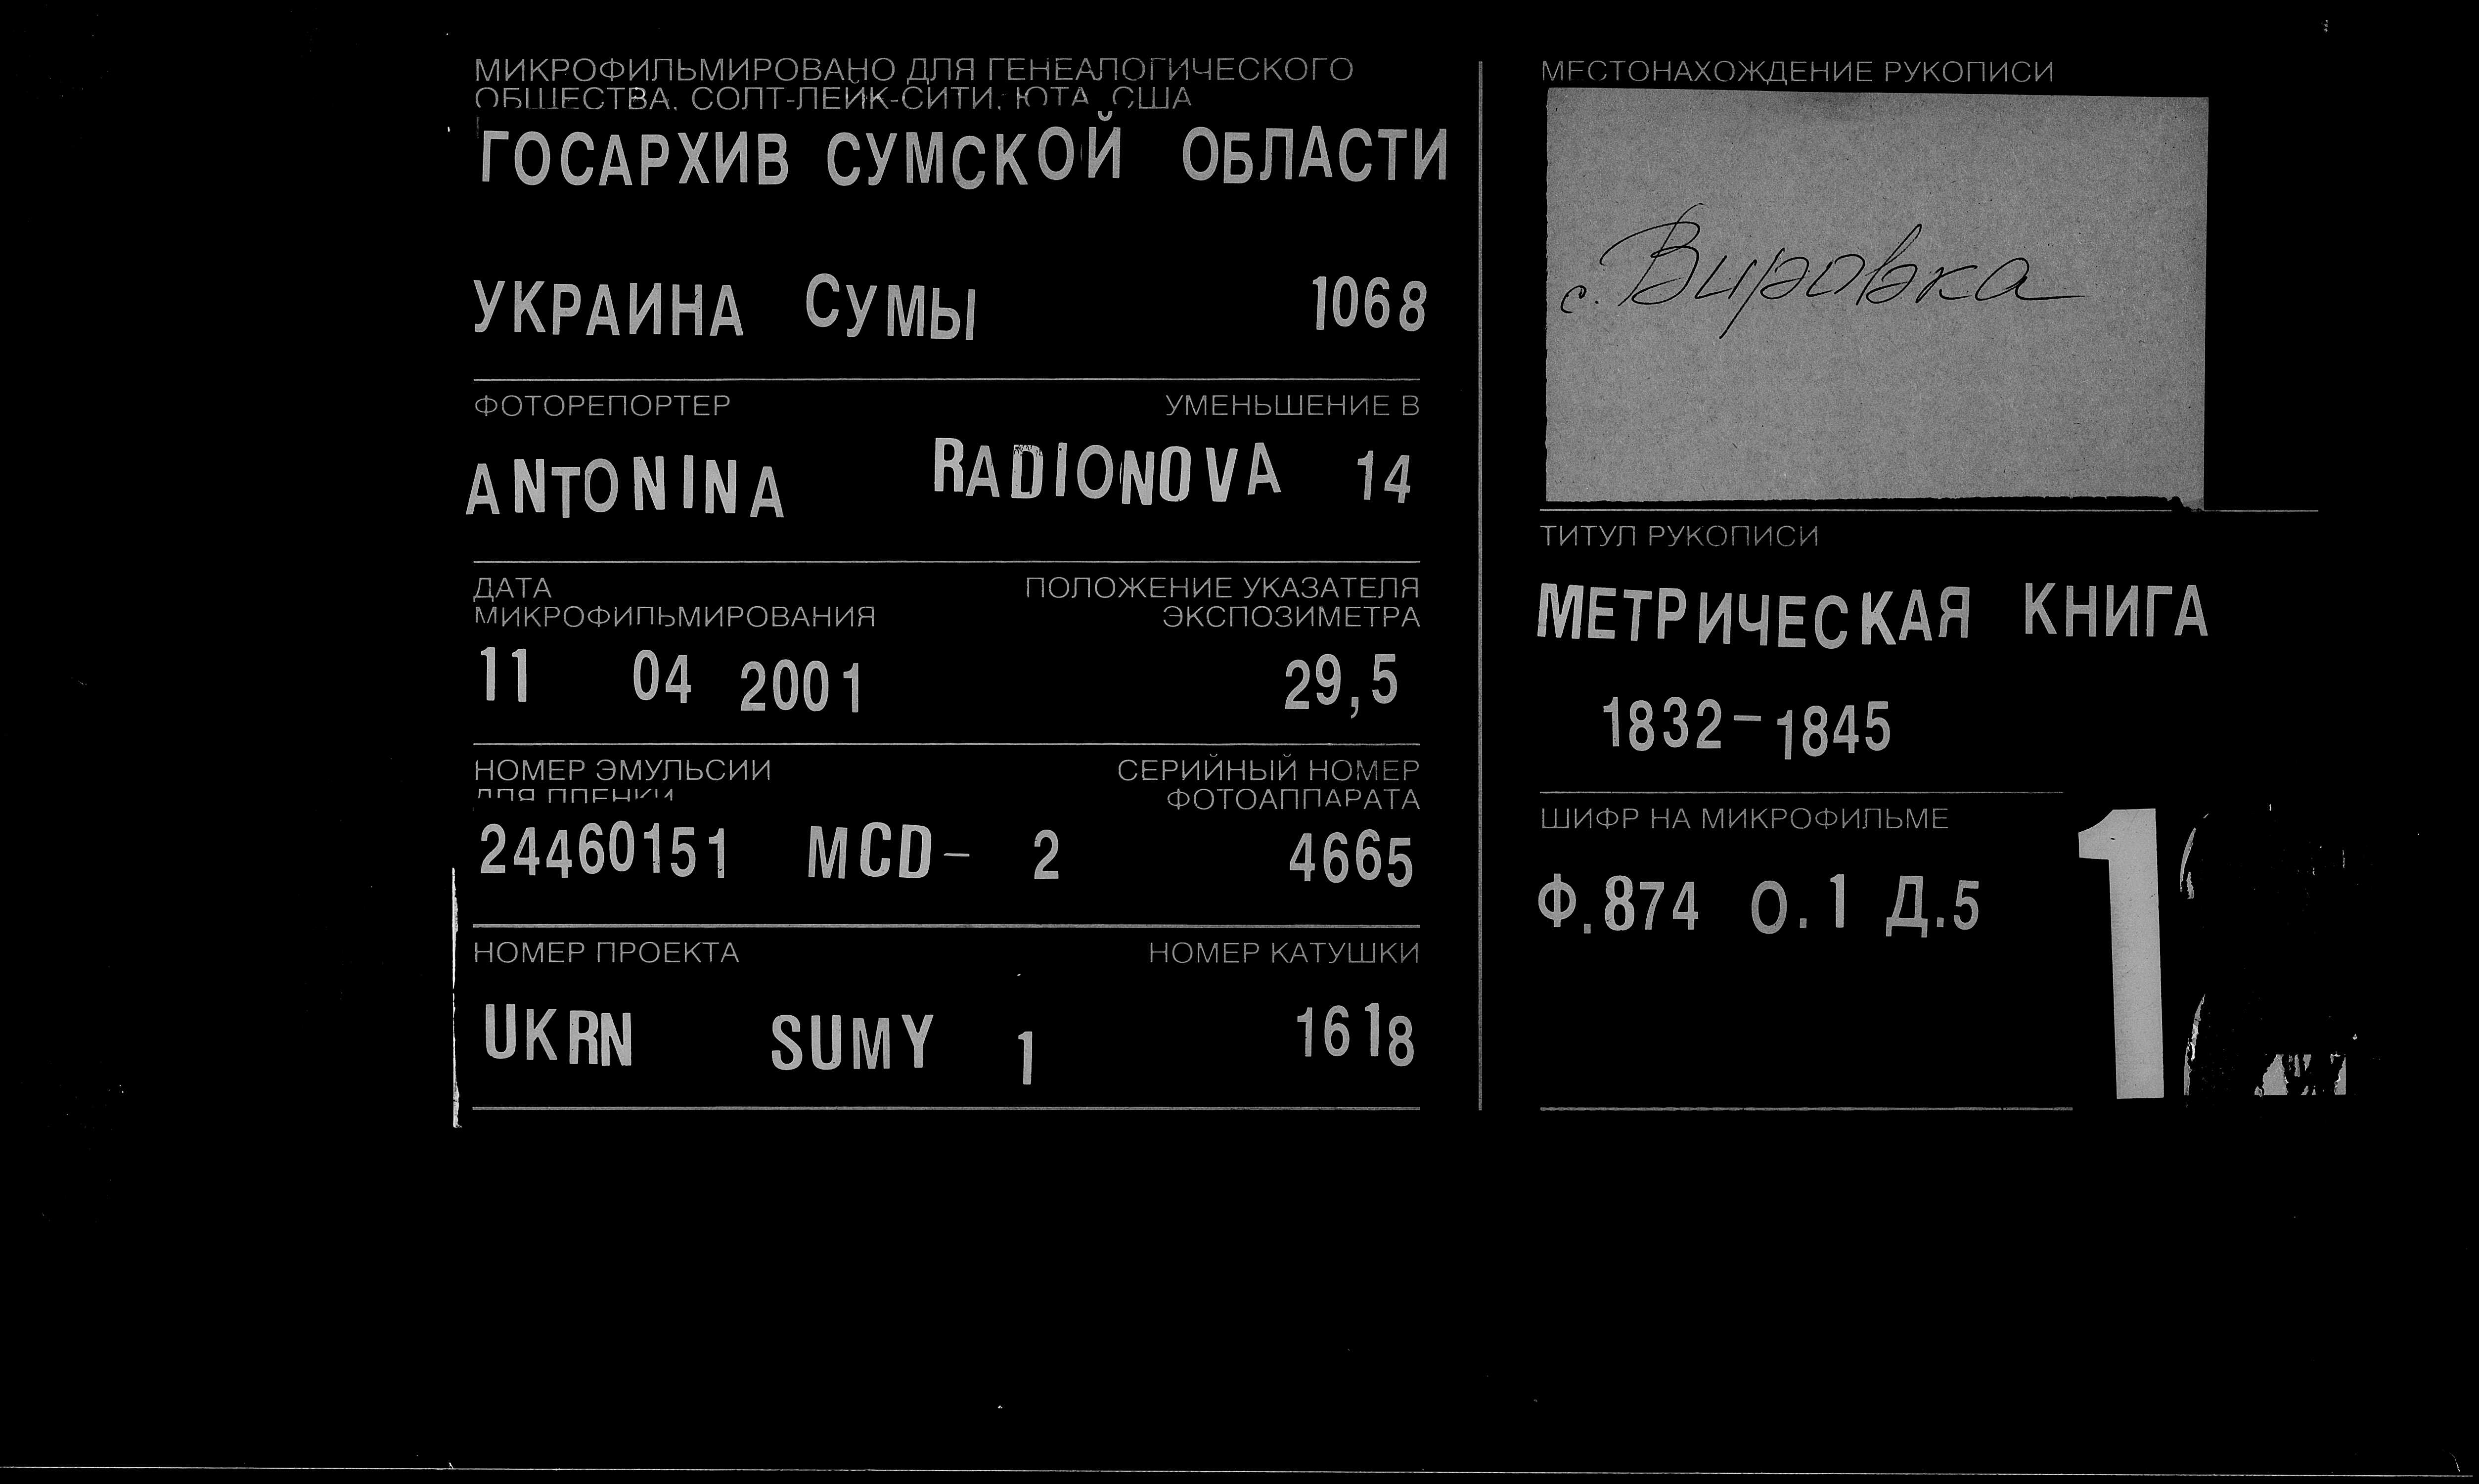 МИКРОФИЛЬМИРОВАНО ДЛЯ ГЕНЕАЛОГИЧЕСКОГО
ОБЩЕСТВА, СОЛТ-ЛЕЙК-СИТИ, ЮТА, США
ГОСАРХИВ СУМСКОЙ ОБЛАСТИ
УКРАИНА СУМЫ 1068
ФОТОРЕПОРТЕР УМЕНЬШЕНИЕ В
ANTONINA RADIONOVA 14
ДАТА ПОЛОЖЕНИЕ УКАЗАТЕЛЯ
МИКРОФИЛЬМИРОВАНИЯ ЭКСПОЗИМЕТРА
11 04 2001 29,5
НОМЕР ЭМУЛЬСИИ СЕРИЙНЫЙ НОМЕР
ДЛЯ ПЛЕНКИ ФОТОАППАРАТА
24460151 MCD- 2 4665
НОМЕР ПРОЕКТА НОМЕР КАТУШКИ
UKRN SUMY 1 1618
МЕСТОНАХОЖДЕНИЕ РУКОПИСИ
с. Вировка
ТИТУЛ РУКОПИСИ
МЕТРИЧЕСКАЯ КНИГА
1832-1845
ШИФР НА МИКРОФИЛЬМЕ
Ф.874 О.1 Д.5
1